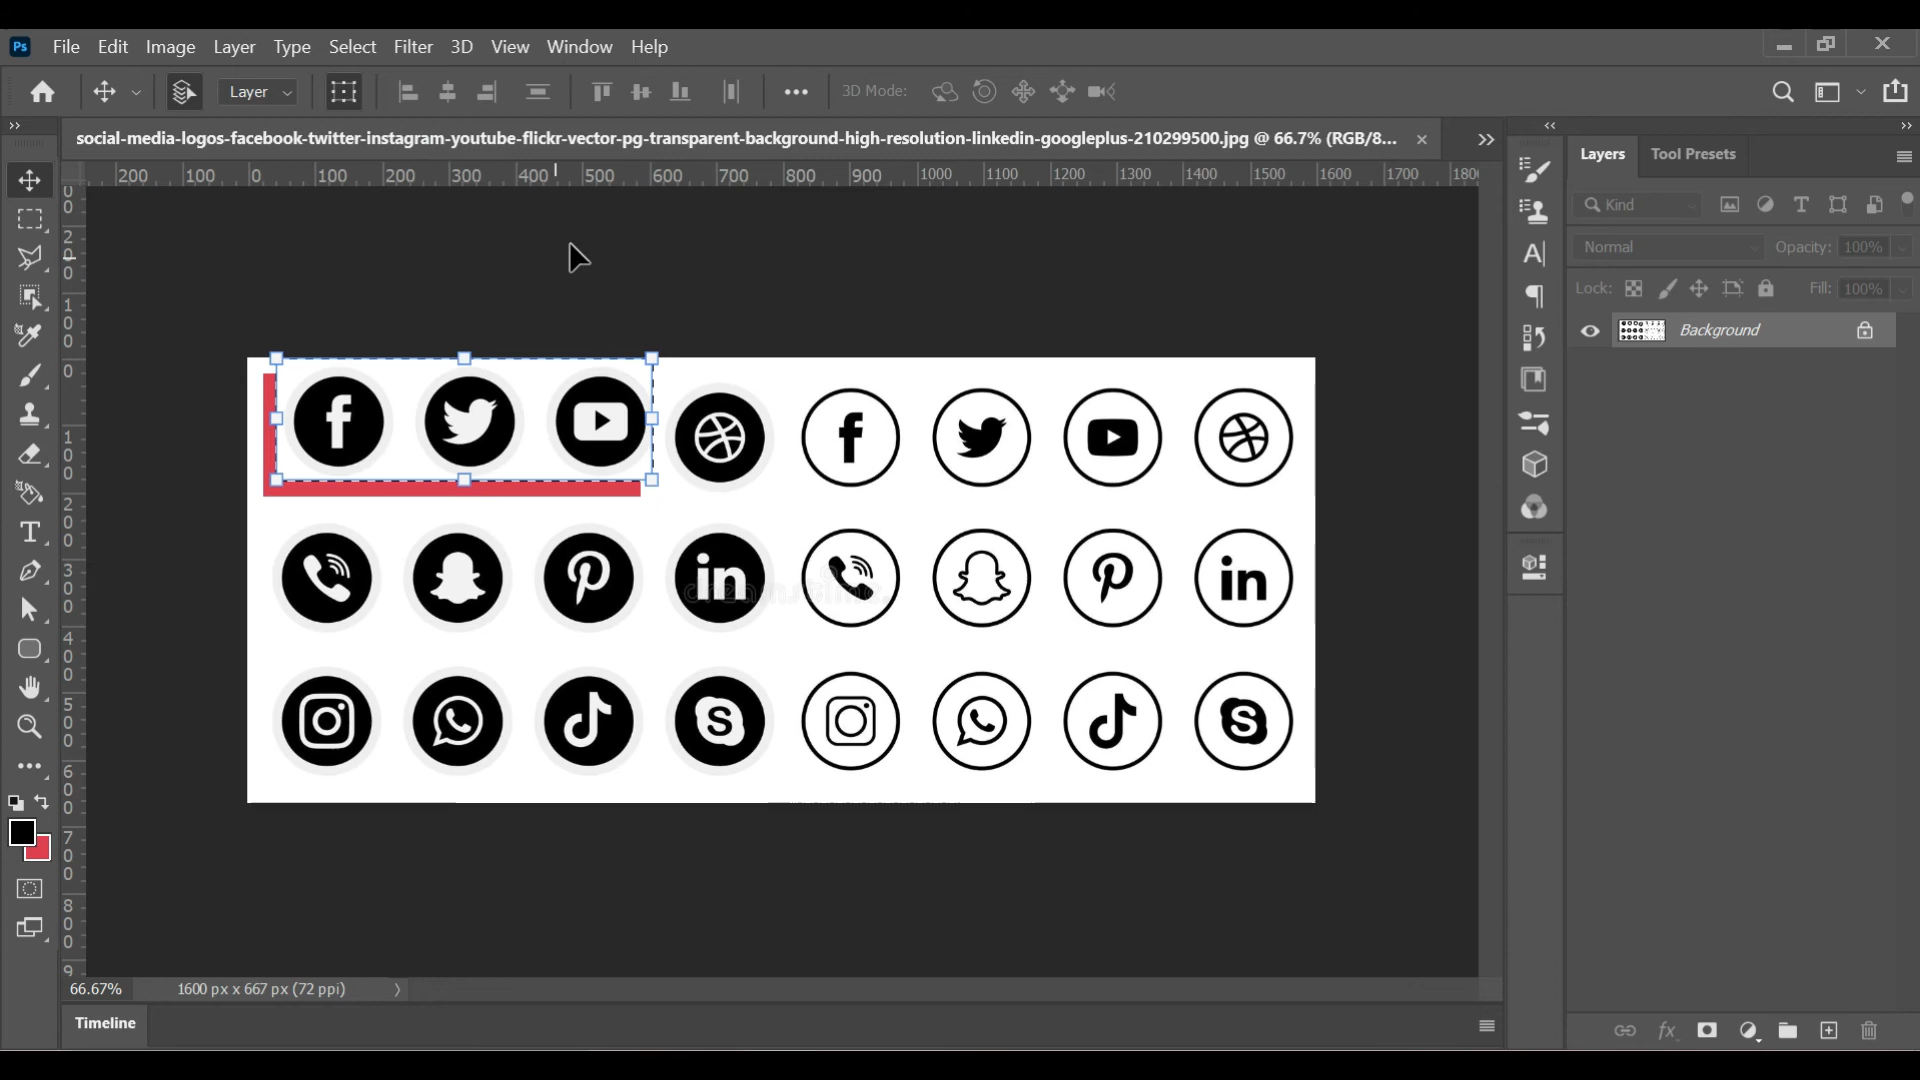 Ps File Edit Image Layer Type Select Filter 3D View Window Help
Layer 3D Mode:
social-media-logos-facebook-twitter-instagram-youtube-flickr-vector-pg-transparent-background-high-resolution-linkedin-googleplus-210299500.jpg @ 66.7% (RGB/8...
Layers Tool Presets
200 100 0 100 200 300 400 500 600 700 800 900 1000 1100 1200 1300 1400 1500 1600 1700 1800
Kind
Normal Opacity: 100%
Lock: Fill: 100%
Background
in in
66.67% 1600 px x 667 px (72 ppi)
Timeline